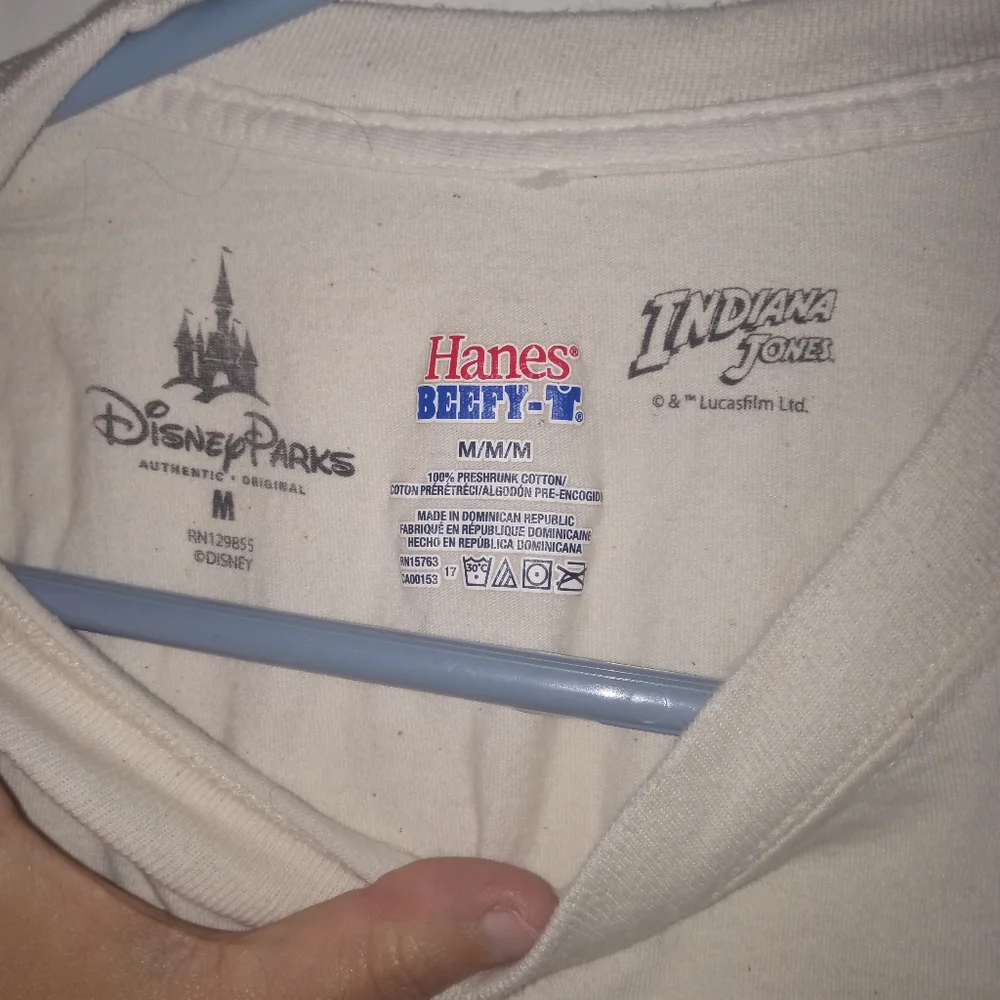 DISNEY PARKS
AUTHENTIC • ORIGINAL
M
RN129855
©DISNEY
Hanes®
BEEFY-T®
M/M/M
100% PRESHRUNK COTTON/
COTON PRÉRÉTRÉCI/ALGODÓN PRE-ENCOGIDO
MADE IN DOMINICAN REPUBLIC
FABRIQUÉ EN RÉPUBLIQUE DOMINICAINE
HECHO EN REPÚBLICA DOMINICANA
RN15763
CA00153
17
30°C
INDIANA
JONES
© & ™ Lucasfilm Ltd.